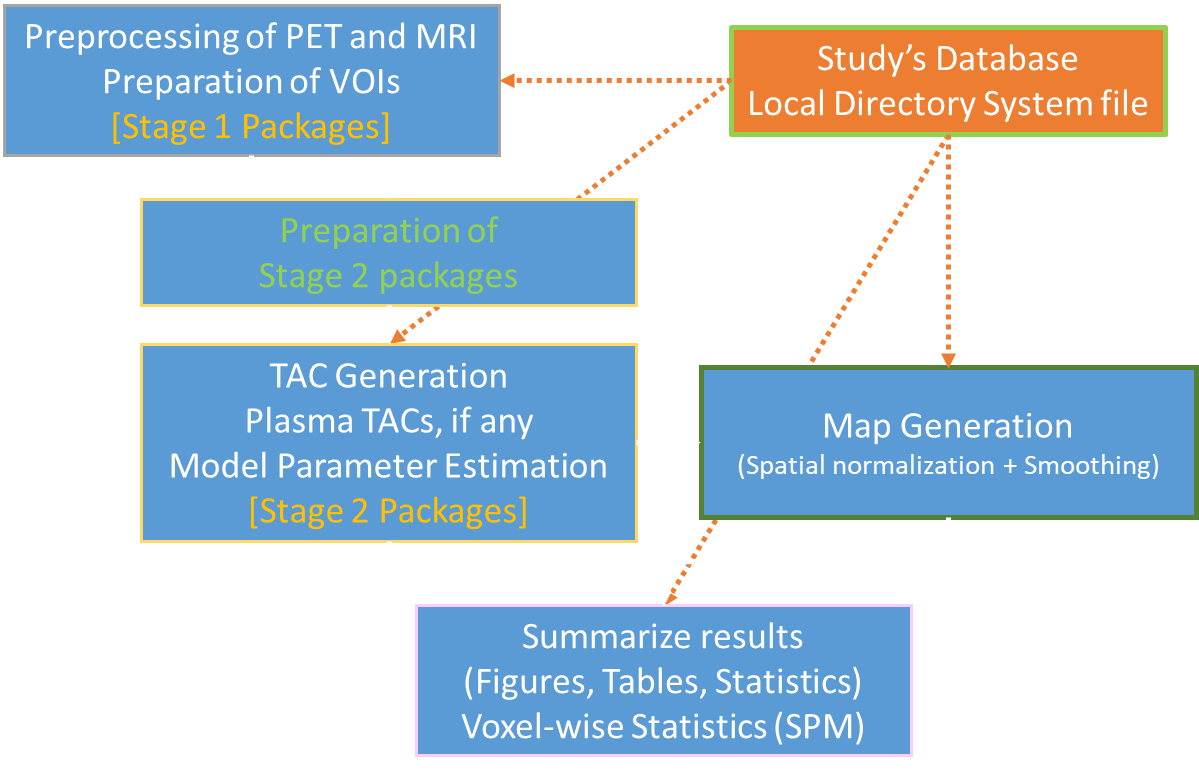 Preprocessing of PET and MRI
Preparation of VOIs
[Stage 1 Packages]
Study’s Database
Local Directory System file
Preparation of
Stage 2 packages
TAC Generation
Plasma TACs, if any
Model Parameter Estimation
[Stage 2 Packages]
Map Generation
(Spatial normalization + Smoothing)
Summarize results
(Figures, Tables, Statistics)
Voxel-wise Statistics (SPM)